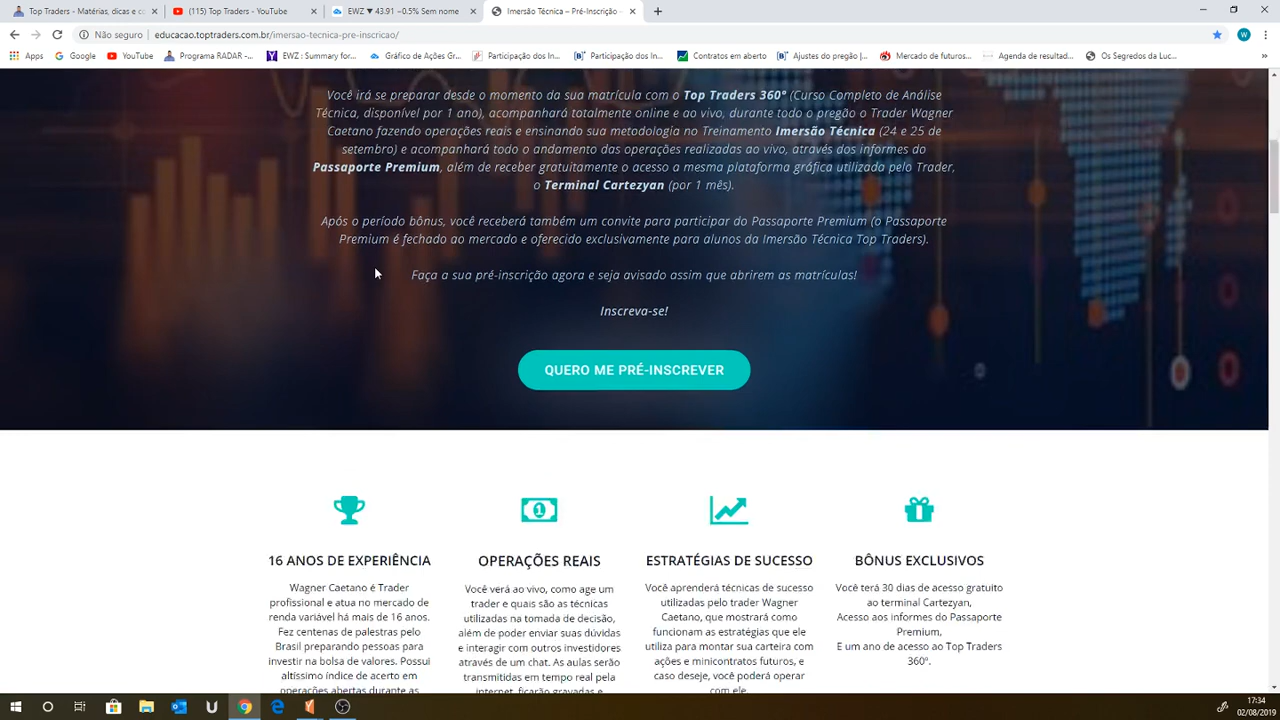 Top Traders - Matérias, dicas e c
(115) Top Traders - YouTube
EWZ ▼ 43.91 −0.5% Sem nome
Imersão Técnica – Pré-Inscrição -
Não seguro
educacao.toptraders.com.br/imersao-tecnica-pre-inscricao/
W
Apps
Google
YouTube
Programa RADAR -...
EWZ : Summary for...
Gráfico de Ações Gr...
Participação dos In...
Participação dos In...
Contratos em aberto
Ajustes do pregão |...
Mercado de futuros...
Agenda de resultad...
Os Segredos da Luc...
Você irá se preparar desde o momento da sua matrícula com o Top Traders 360º (Curso Completo de Análise
Técnica, disponível por 1 ano), acompanhará totalmente online e ao vivo, durante todo o pregão o Trader Wagner
Caetano fazendo operações reais e ensinando sua metodologia no Treinamento Imersão Técnica (24 e 25 de
setembro) e acompanhará todo o andamento das operações realizadas ao vivo, através dos informes do
Passaporte Premium, além de receber gratuitamente o acesso a mesma plataforma gráfica utilizada pelo Trader,
o Terminal Cartezyan (por 1 mês).
Após o período bônus, você receberá também um convite para participar do Passaporte Premium (o Passaporte
Premium é fechado ao mercado e oferecido exclusivamente para alunos da Imersão Técnica Top Traders).
Faça a sua pré-inscrição agora e seja avisado assim que abrirem as matrículas!
Inscreva-se!
QUERO ME PRÉ-INSCREVER
16 ANOS DE EXPERIÊNCIA
Wagner Caetano é Trader
profissional e atua no mercado de
renda variável há mais de 16 anos.
Fez centenas de palestras pelo
Brasil preparando pessoas para
investir na bolsa de valores. Possui
altíssimo índice de acerto em
operações abertas durante as
OPERAÇÕES REAIS
Você verá ao vivo, como age um
trader e quais são as técnicas
utilizadas na tomada de decisão,
além de poder enviar suas dúvidas
e interagir com outros investidores
através de um chat. As aulas serão
transmitidas em tempo real pela
internet, ficarão gravadas e
ESTRATÉGIAS DE SUCESSO
Você aprenderá técnicas de sucesso
utilizadas pelo trader Wagner
Caetano, que mostrará como
funcionam as estratégias que ele
utiliza para montar sua carteira com
ações e minicontratos futuros, e
caso deseje, você poderá operar
com ele.
BÔNUS EXCLUSIVOS
Você terá 30 dias de acesso gratuito
ao terminal Cartezyan,
Acesso aos informes do Passaporte
Premium,
E um ano de acesso ao Top Traders
360º.
17:34
02/08/2019